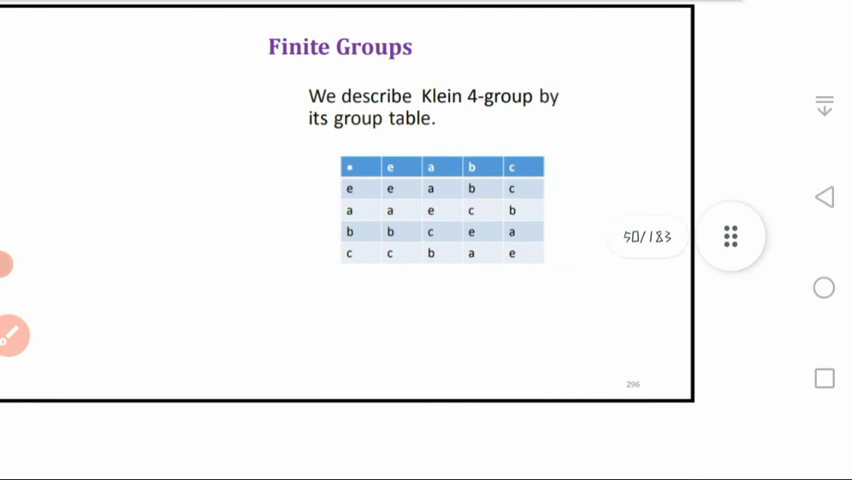 Finite Groups
We describe Klein 4-group by
its group table.
* e a b c
e e a b c
a a e c b
b b c e a
c c b a e
50/183
296